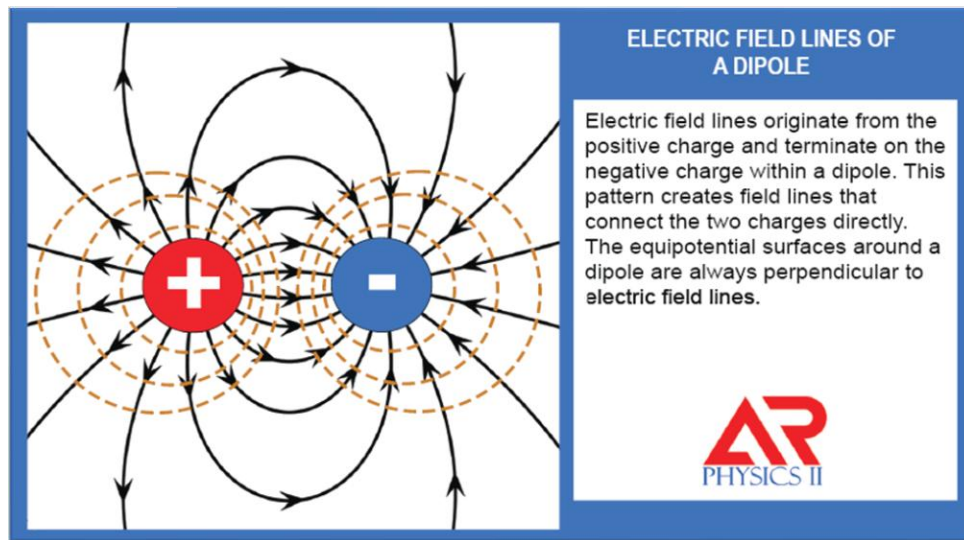 +
-
ELECTRIC FIELD LINES OF
A DIPOLE
Electric field lines originate from the
positive charge and terminate on the
negative charge within a dipole. This
pattern creates field lines that
connect the two charges directly.
The equipotential surfaces around a
dipole are always perpendicular to
electric field lines.
AR
PHYSICS II